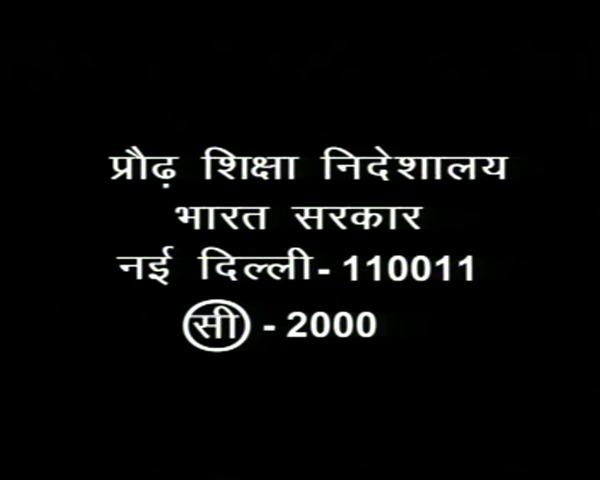 प्रौढ़ शिक्षा निदेशालय
भारत सरकार
नई दिल्ली - 110011
सी - 2000